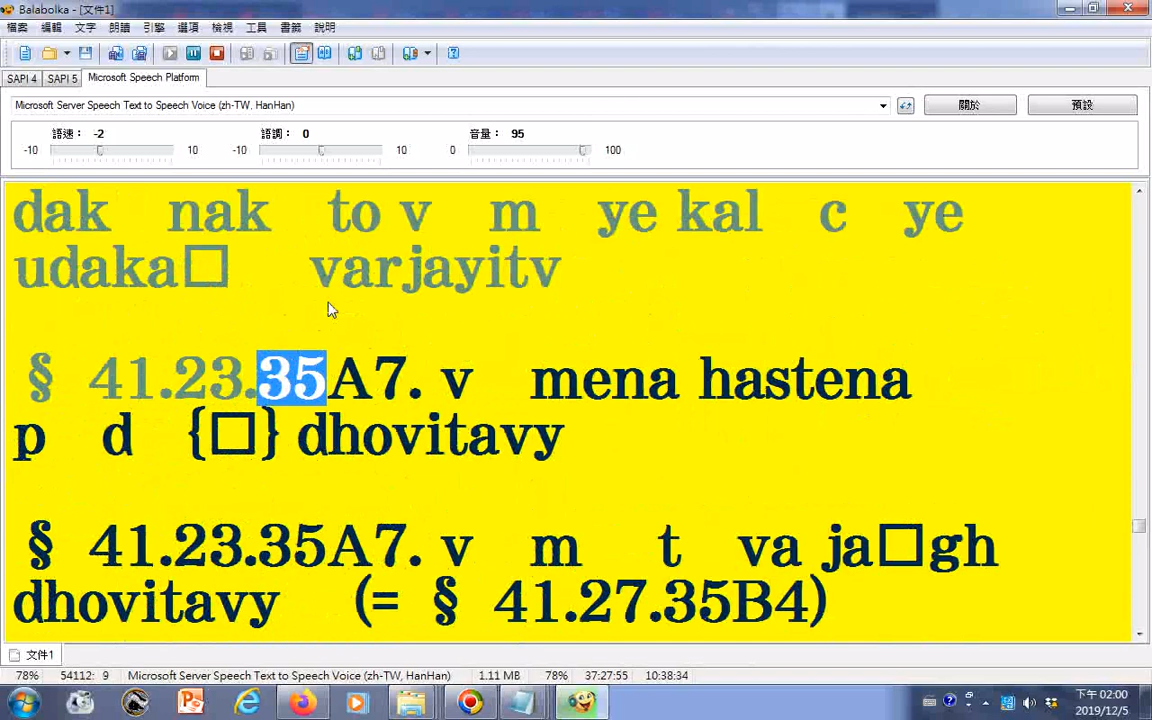 Balabolka - [文件1]
檔案 編輯 文字 朗讀 引擎 選項 檢視 工具 書籤 說明
SAPI 4 SAPI 5 Microsoft Speech Platform
Microsoft Server Speech Text to Speech Voice (zh-TW, HanHan) 關於 預設
語速： -2 語調： 0 音量： 95
-10 10 -10 10 0 100
dak nak to v m ye kal c ye
udaka□ varjayitv
§ 41.23.35A7. v mena hastena
p d {□} dhovitavy
§ 41.23.35A7. v m t va ja□gh
dhovitavy (= § 41.27.35B4)
文件1
78% 54112: 9 Microsoft Server Speech Text to Speech Voice (zh-TW, HanHan) 1.11 MB 78% 37:27:55 10:38:34
下午 02:00
2019/12/5